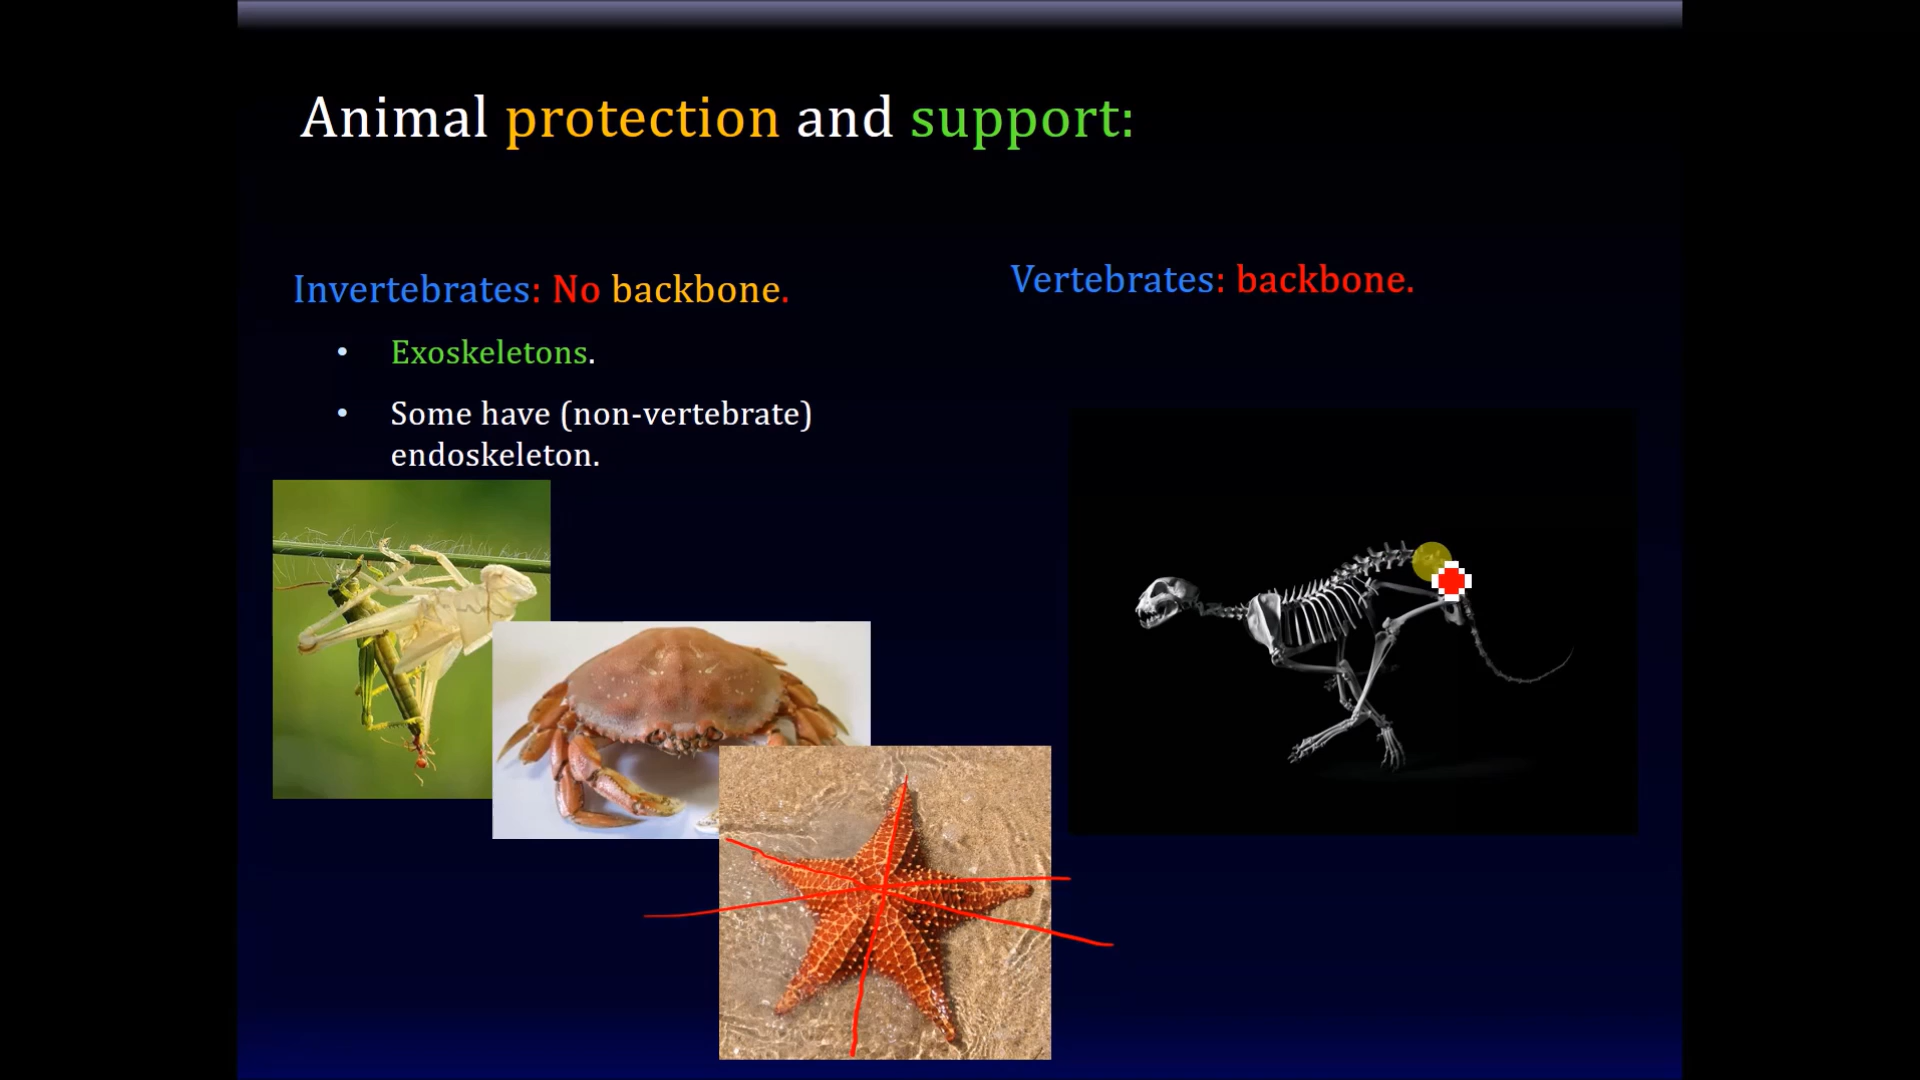 Animal protection and support:
Invertebrates: No backbone.
• Exoskeletons.
• Some have (non-vertebrate)
endoskeleton.
Vertebrates: backbone.